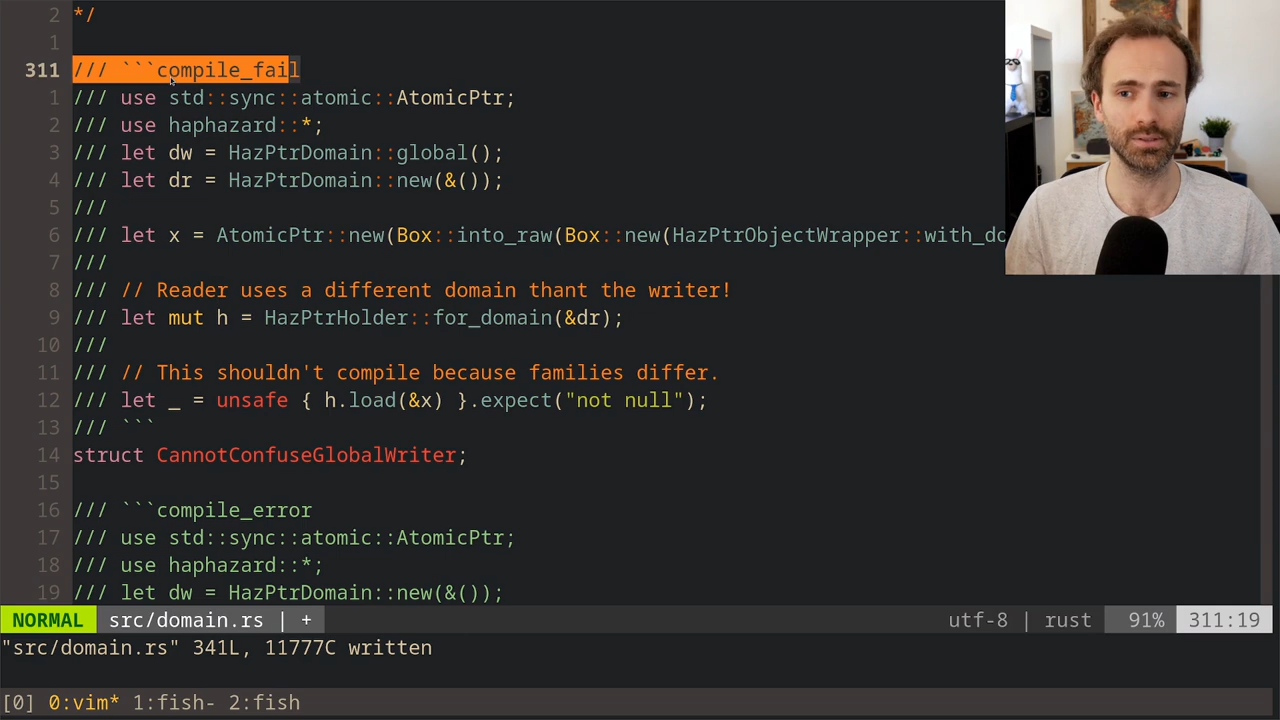 2 */
1
311 /// ```compile_fail
1 /// use std::sync::atomic::AtomicPtr;
2 /// use haphazard::*;
3 /// let dw = HazPtrDomain::global();
4 /// let dr = HazPtrDomain::new(&());
5 ///
6 /// let x = AtomicPtr::new(Box::into_raw(Box::new(HazPtrObjectWrapper::with_do
7 ///
8 /// // Reader uses a different domain thant the writer!
9 /// let mut h = HazPtrHolder::for_domain(&dr);
10 ///
11 /// // This shouldn't compile because families differ.
12 /// let _ = unsafe { h.load(&x) }.expect("not null");
13 /// ```
14 struct CannotConfuseGlobalWriter;
15
16 /// ```compile_error
17 /// use std::sync::atomic::AtomicPtr;
18 /// use haphazard::*;
19 /// let dw = HazPtrDomain::new(&());
NORMAL src/domain.rs | + utf-8 | rust 91% 311:19
"src/domain.rs" 341L, 11777C written
[0] 0:vim* 1:fish- 2:fish